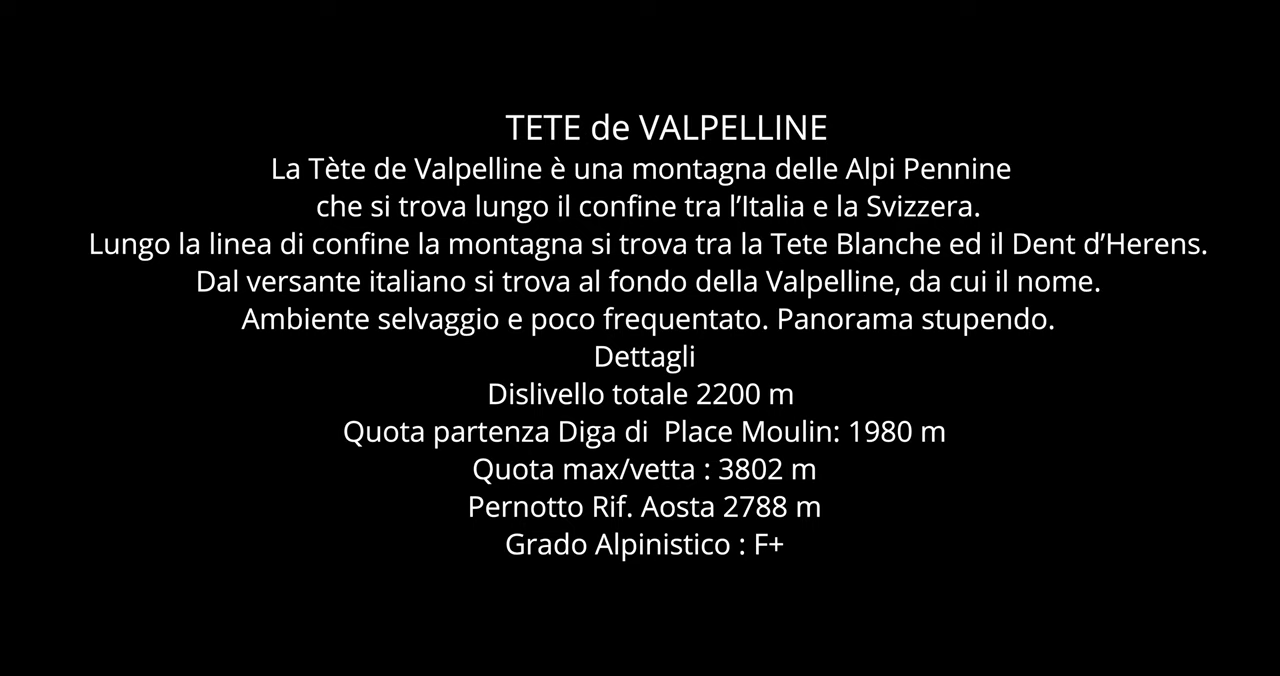 TETE de VALPELLINE
La Tète de Valpelline è una montagna delle Alpi Pennine
che si trova lungo il confine tra l’Italia e la Svizzera.
Lungo la linea di confine la montagna si trova tra la Tete Blanche ed il Dent d’Herens.
Dal versante italiano si trova al fondo della Valpelline, da cui il nome.
Ambiente selvaggio e poco frequentato. Panorama stupendo.
Dettagli
Dislivello totale 2200 m
Quota partenza Diga di  Place Moulin: 1980 m
Quota max/vetta : 3802 m
Pernotto Rif. Aosta 2788 m
Grado Alpinistico : F+